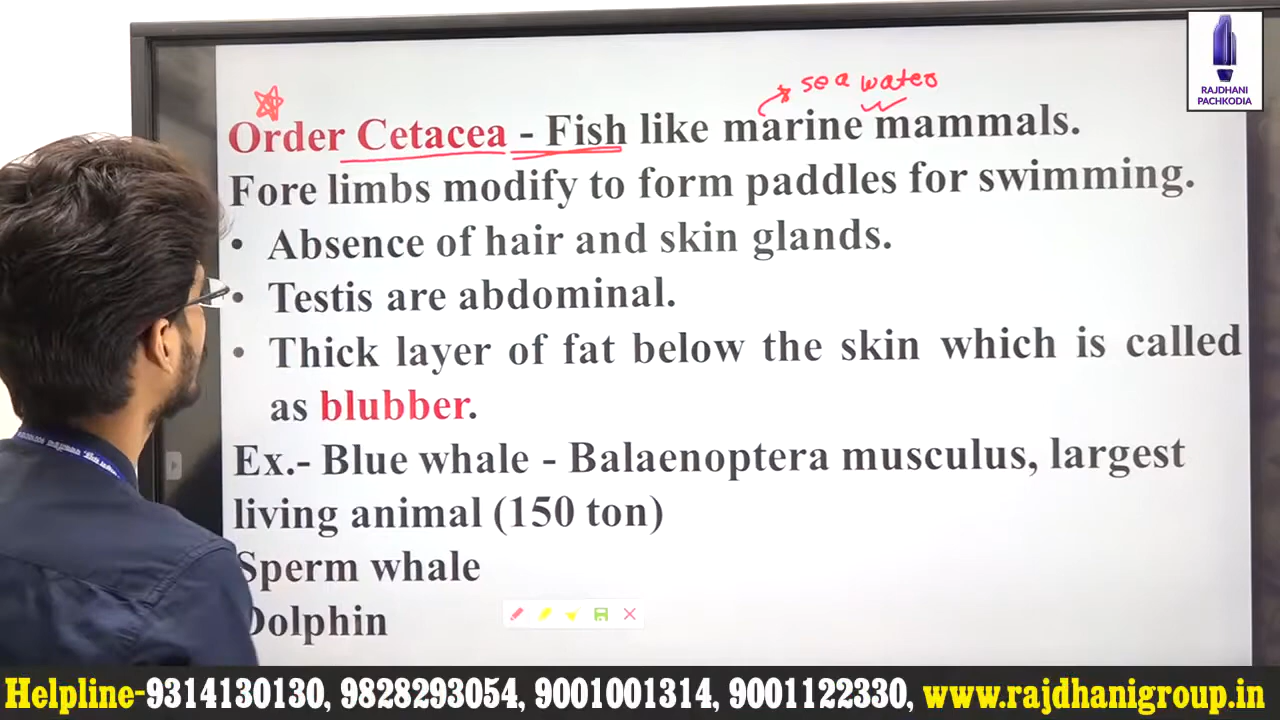 RAJDHANI
PACHKODIA
sea water
Order Cetacea - Fish like marine mammals.
Fore limbs modify to form paddles for swimming.
• Absence of hair and skin glands.
• Testis are abdominal.
• Thick layer of fat below the skin which is called
as blubber.
Ex.- Blue whale - Balaenoptera musculus, largest
living animal (150 ton)
Sperm whale
Dolphin
Helpline-9314130130, 9828293054, 9001001314, 9001122330, www.rajdhanigroup.in